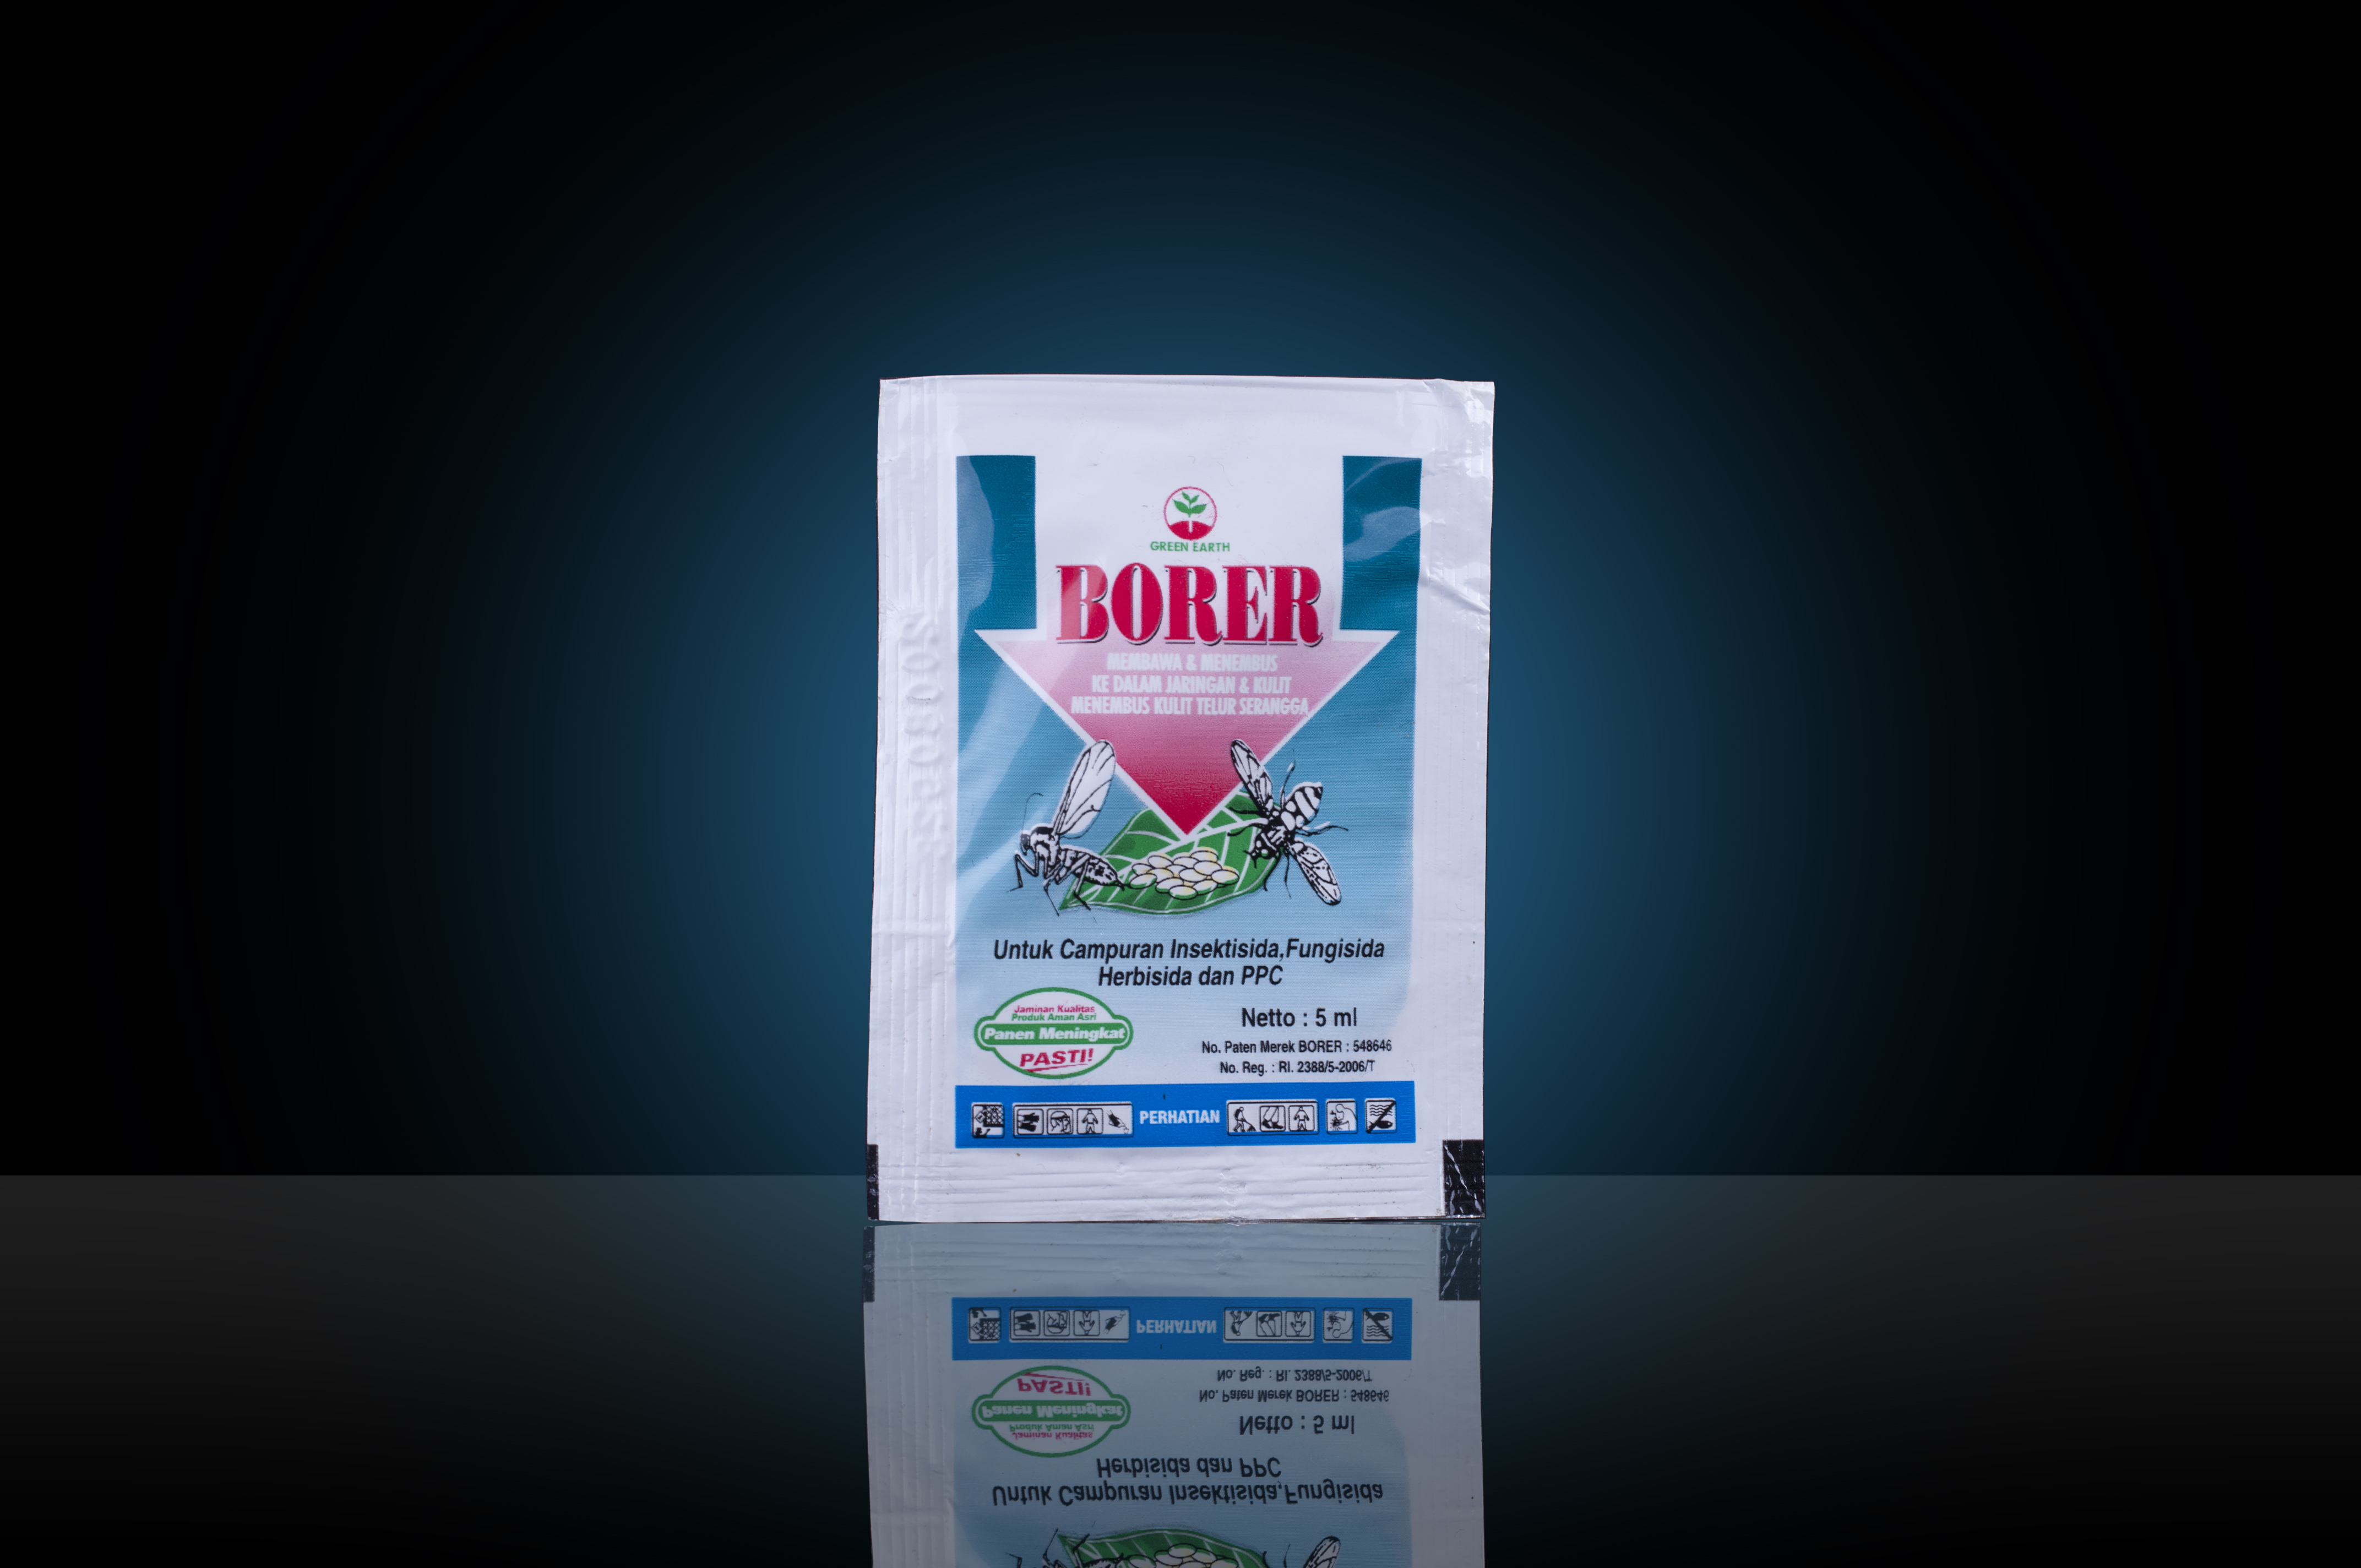 GREEN EARTH
BORER
MEMBAWA & MENEMBUS
KE DALAM JARINGAN & KULIT
MENEMBUS KULIT TELUR SERANGGA
Untuk Campuran Insektisida,Fungisida
Herbisida dan PPC
Jaminan Kualitas
Produk Aman Asri
Panen Meningkat
PASTI!
Netto : 5 ml
No. Paten Merek BORER : 548646
No. Reg. : RI. 2388/5-2006/T
PERHATIAN